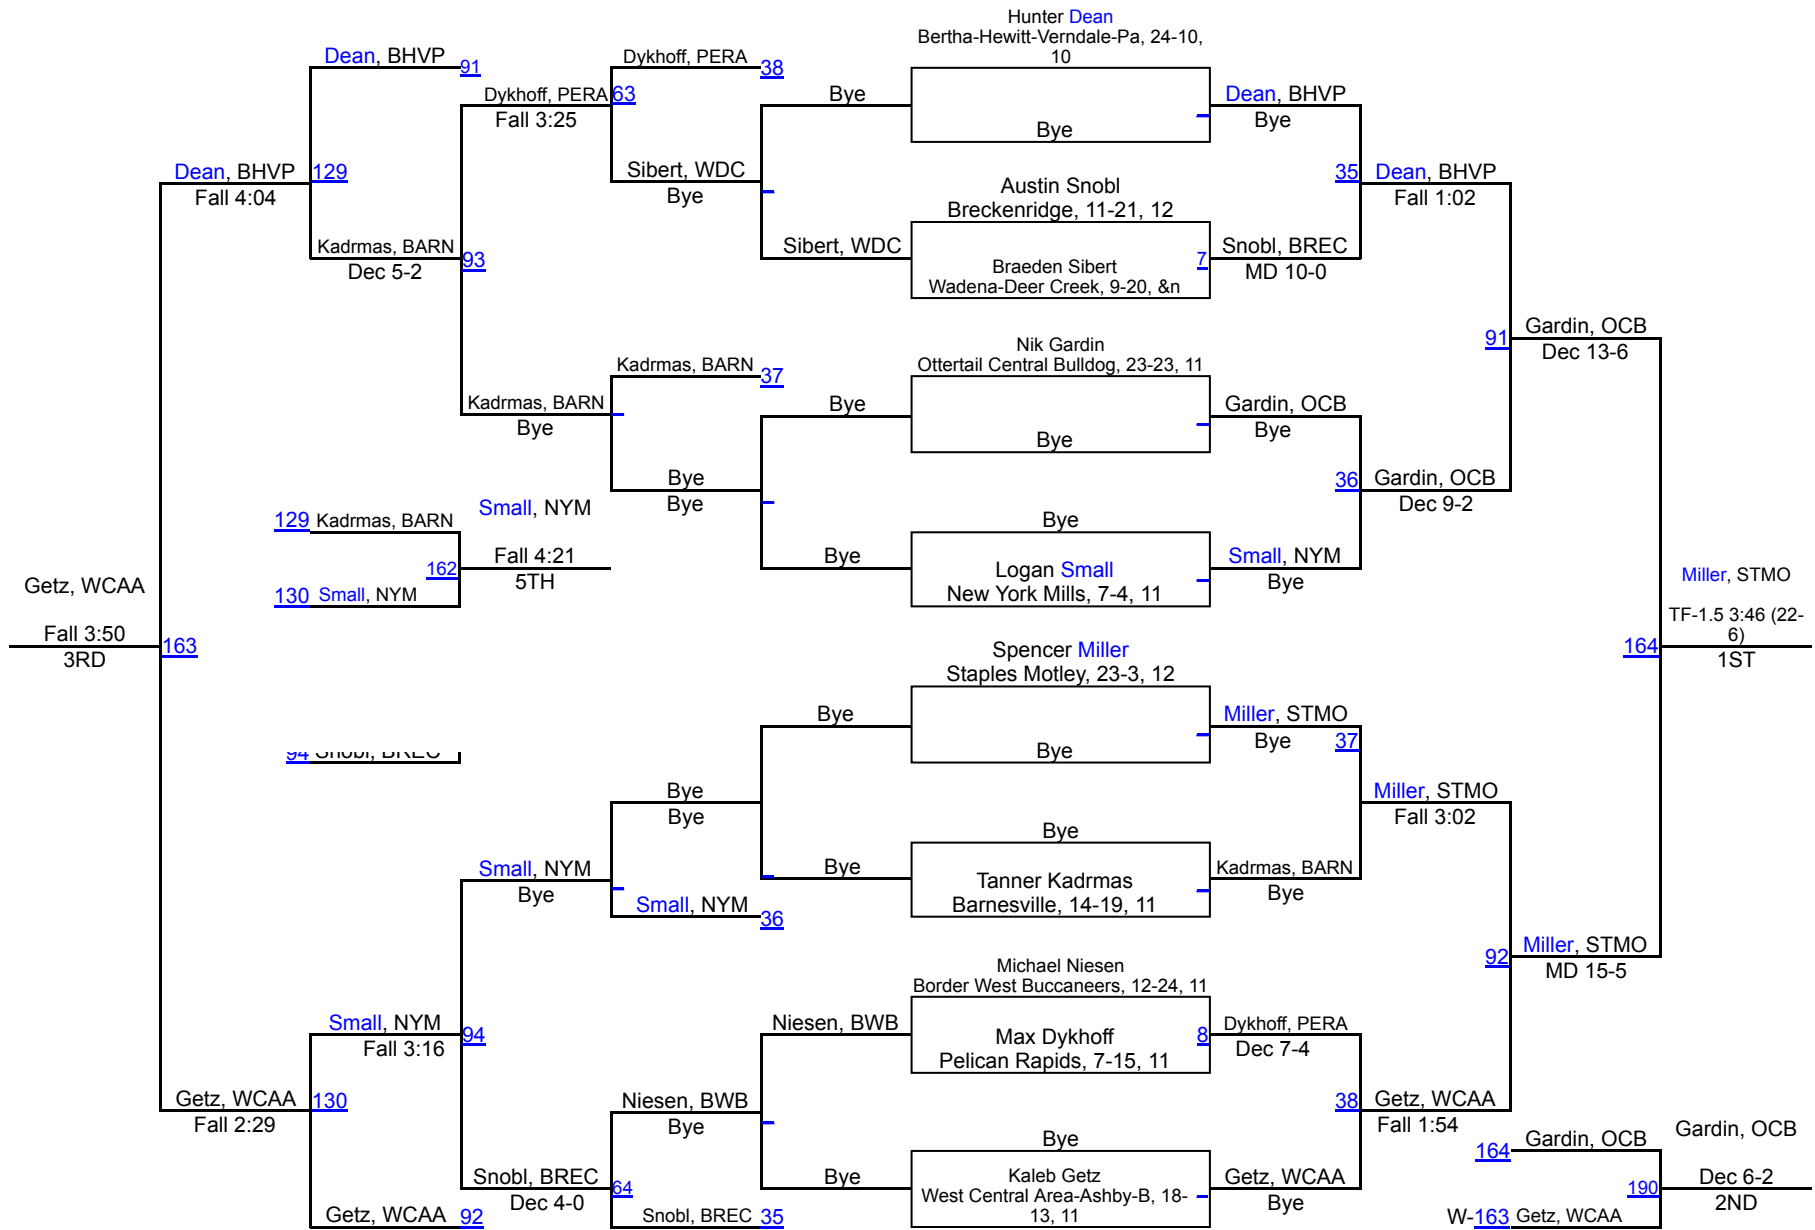 Hunter Dean
Bertha-Hewitt-Verndale-Pa, 24-10,
10
Dean, BHVP
91
Dykhoff, PERA
38
Dykhoff, PERA
63
Fall 3:25
Bye
Bye
Dean, BHVP
Bye
Dean, BHVP
129
Fall 4:04
Sibert, WDC
Bye
Austin Snobl
Breckenridge, 11-21, 12
35
Dean, BHVP
Fall 1:02
Kadrmas, BARN
93
Dec 5-2
Sibert, WDC
Braeden Sibert
Wadena-Deer Creek, 9-20, &n
7
Snobl, BREC
MD 10-0
Nik Gardin
Ottertail Central Bulldog, 23-23, 11
91
Gardin, OCB
Dec 13-6
Kadrmas, BARN
37
Kadrmas, BARN
Bye
Bye
Bye
Gardin, OCB
Bye
Bye
Bye
36
Gardin, OCB
Dec 9-2
Small, NYM
129
Kadrmas, BARN
Fall 4:21
162
5TH
130
Small, NYM
Bye
Bye
Logan Small
New York Mills, 7-4, 11
Small, NYM
Bye
Getz, WCAA
Fall 3:50
163
3RD
Miller, STMO
TF-1.5 3:46 (22-
6)
164
1ST
Spencer Miller
Staples Motley, 23-3, 12
Bye
Bye
Miller, STMO
Bye
37
94 Snobl, BREC
Bye
Bye
Miller, STMO
Fall 3:02
Bye
Small, NYM
Bye
Bye
Tanner Kadrmas
Barnesville, 14-19, 11
Kadrmas, BARN
Bye
Small, NYM
36
92
Miller, STMO
MD 15-5
Michael Niesen
Border West Buccaneers, 12-24, 11
Small, NYM
94
Fall 3:16
Niesen, BWB
Max Dykhoff
Pelican Rapids, 7-15, 11
8
Dykhoff, PERA
Dec 7-4
Getz, WCAA
130
Fall 2:29
Niesen, BWB
Bye
38
Getz, WCAA
Fall 1:54
Bye
164
Gardin, OCB
Gardin, OCB
Snobl, BREC
64
Dec 4-0
Bye
Kaleb Getz
West Central Area-Ashby-B, 18-
13, 11
Getz, WCAA
Bye
190
Dec 6-2
2ND
Getz, WCAA
92
Snobl, BREC
35
W-163
Getz, WCAA